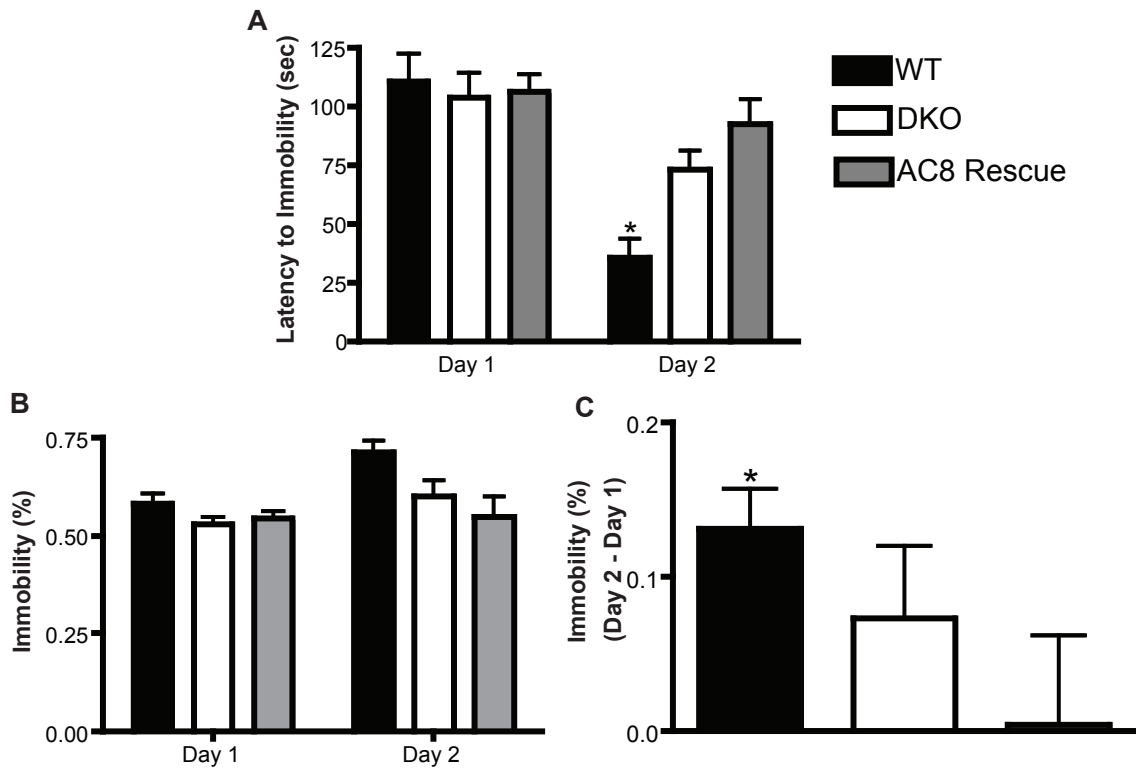 A
Latency to Immobility (sec)
125
100
75
50
25
0
*
Day 1
Day 2
WT
DKO
AC8 Rescue
B
Immobility (%)
0.75
0.50
0.25
0.00
Day 1
Day 2
C
Immobility (%)
(Day 2 - Day 1)
0.2
0.1
0.0
*